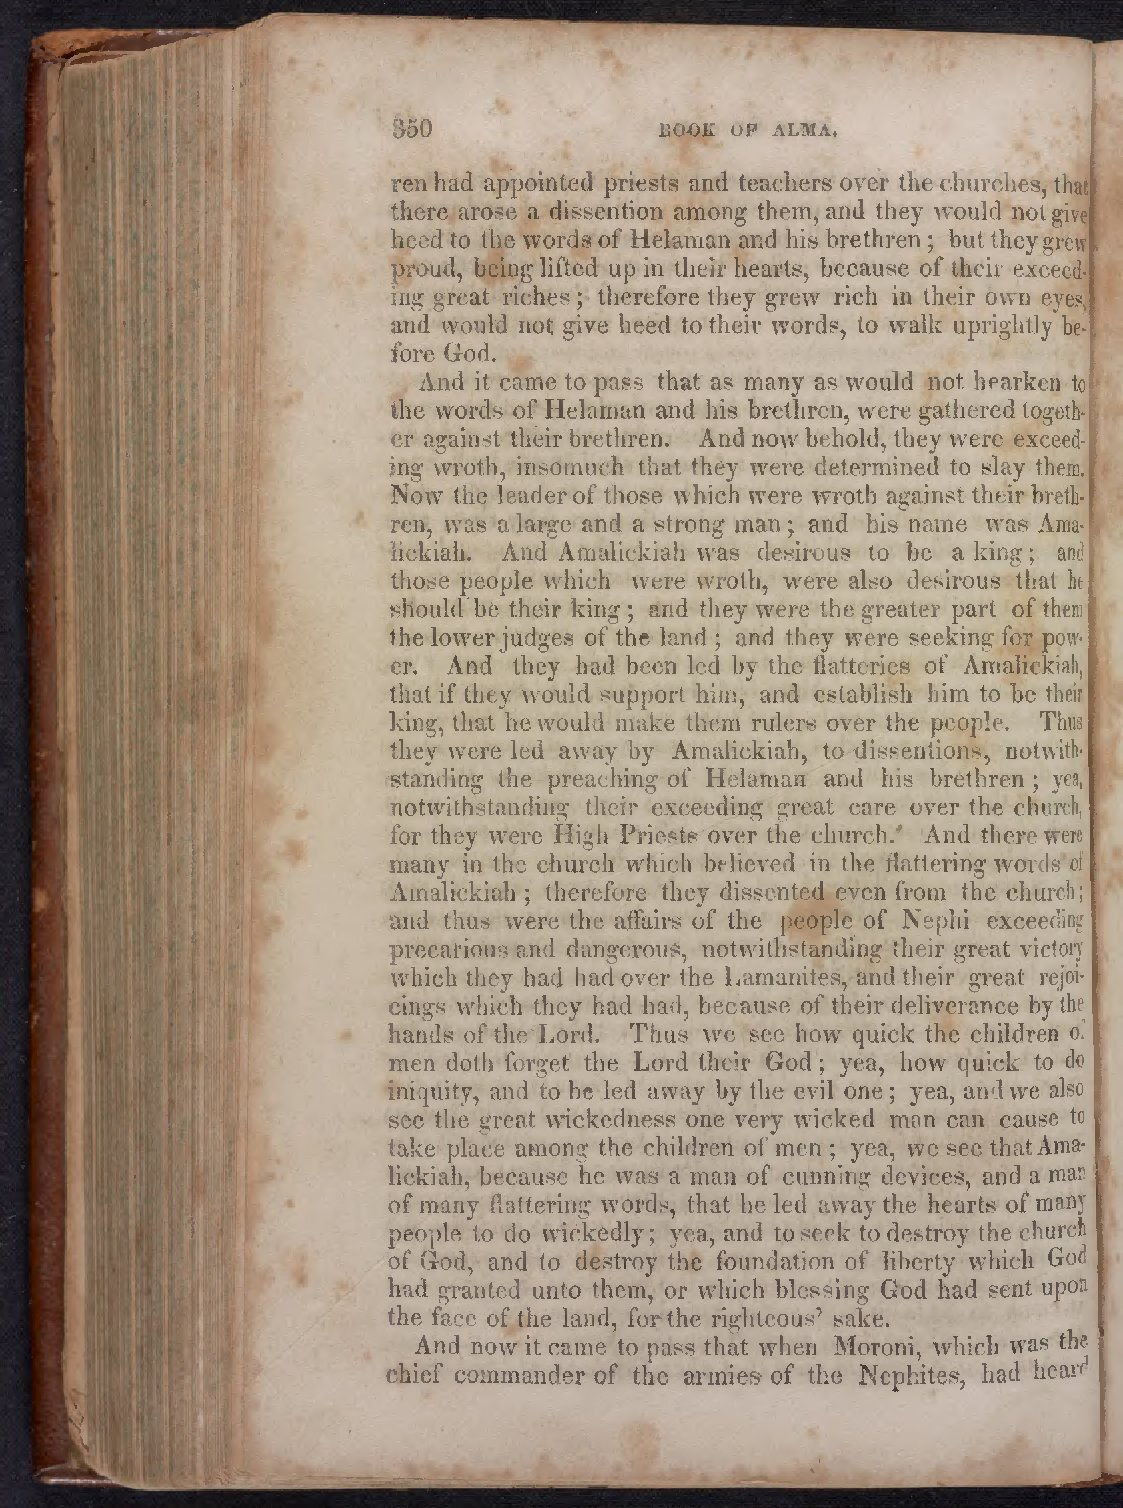 350 BOOK OF ALMA.
ren had appointed priests and teachers over the churches, that
there arose a dissention among them, and they would not give
heed to the words of Helaman and his brethren; but they grew
proud, being lifted up in their hearts, because of their exceed-
ing great riches; therefore they grew rich in their own eyes,
and would not give heed to their words, to walk uprightly be-
fore God.
And it came to pass that as many as would not hearken to
the words of Helaman and his brethren, were gathered togeth-
er against their brethren. And now behold, they were exceed-
ing wroth, insomuch that they were determined to slay them.
Now the leader of those which were wroth against their breth-
ren, was a large and a strong man; and his name was Ama-
lickiah. And Amalickiah was desirous to be a king; and
those people which were wroth, were also desirous that he
should be their king; and they were the greater part of them
the lower judges of the land; and they were seeking for pow-
er. And they had been led by the flatteries of Amalickiah,
that if they would support him, and establish him to be their
king, that he would make them rulers over the people. Thus
they were led away by Amalickiah, to dissentions, notwith-
standing the preaching of Helaman and his brethren; yea,
notwithstanding their exceeding great care over the church,
for they were High Priests over the church. And there were
many in the church which believed in the flattering words of
Amalickiah; therefore they dissented even from the church;
and thus were the affairs of the people of Nephi exceeding
precarious and dangerous, notwithstanding their great victory
which they had had over the Lamanites, and their great rejoi-
cings which they had had, because of their deliverance by the
hands of the Lord. Thus we see how quick the children of
men doth forget the Lord their God; yea, how quick to do
iniquity, and to be led away by the evil one; yea, and we also
see the great wickedness one very wicked man can cause to
take place among the children of men; yea, we see that Ama-
lickiah, because he was a man of cunning devices, and a man
of many flattering words, that he led away the hearts of many
people to do wickedly; yea, and to seek to destroy the church
of God, and to destroy the foundation of liberty which God
had granted unto them, or which blessing God had sent upon
the face of the land, for the righteous' sake.
And now it came to pass that when Moroni, which was the
chief commander of the armies of the Nephites, had heard